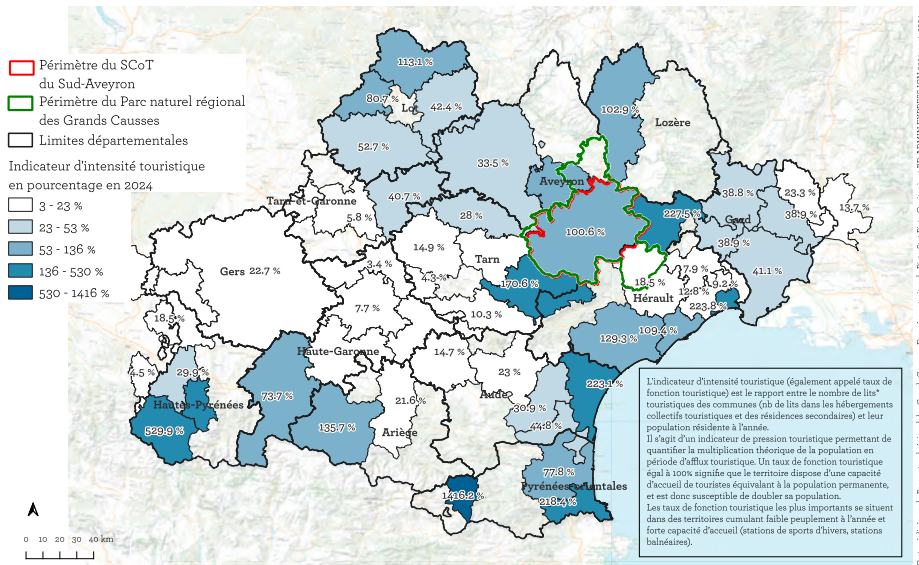 Périmètre du SCoT
du Sud-Aveyron
Périmètre du Parc naturel régional
des Grands Causses
Limites départementales
Indicateur d'intensité touristique
en pourcentage en 2024
3 - 23 %
23 - 53 %
53 - 136 %
136 - 530 %
530 - 1416 %
113.1 %
80.7 %
Lot
42.4 %
52.7 %
33.5 %
102.9 %
Lozère
Aveyron
Tarn-et-Garonne
40.7 %
5.8 %
28 %
100.6 %
227.5 %
38.8 %
Gard
23.3 %
38.9 %
13.7 %
38.9 %
41.1 %
Gers
22.7 %
14.9 %
Tarn
3.4 %
4.3 %
170.6 %
18.5 %
Hérault
17.9 %
12.8 %
9.2 %
223.8 %
7.7 %
10.3 %
109.4 %
129.3 %
18.5 %
Haute-Garonne
14.7 %
23 %
Aude
223.1 %
4.5 %
29.9 %
Hautes-Pyrénées
73.7 %
21.6 %
30.9 %
529.9 %
135.7 %
Ariège
44.8 %
77.8 %
Pyrénées-orientales
1416.2 %
218.4 %
0 10 20 30 40 km
L'indicateur d'intensité touristique (également appelé taux de
fonction touristique) est le rapport entre le nombre de lits*
touristiques des communes (nb de lits dans les hébergements
collectifs touristiques et des résidences secondaires) et leur
population résidente à l'année.
Il s'agit d'un indicateur de pression touristique permettant de
quantifier la multiplication théorique de la population en
période d'afflux touristique. Un taux de fonction touristique
égal à 100% signifie que le territoire dispose d'un capacité
d'accueil de touristes équivalant à la population permanente,
et est donc susceptible de doubler sa population.
Les taux de fonction touristique les plus importants se situent
dans des territoires cumulant faible peuplement à l'année et
forte capacité d'accueil (stations de sports d'hivers, stations
balnéaires).